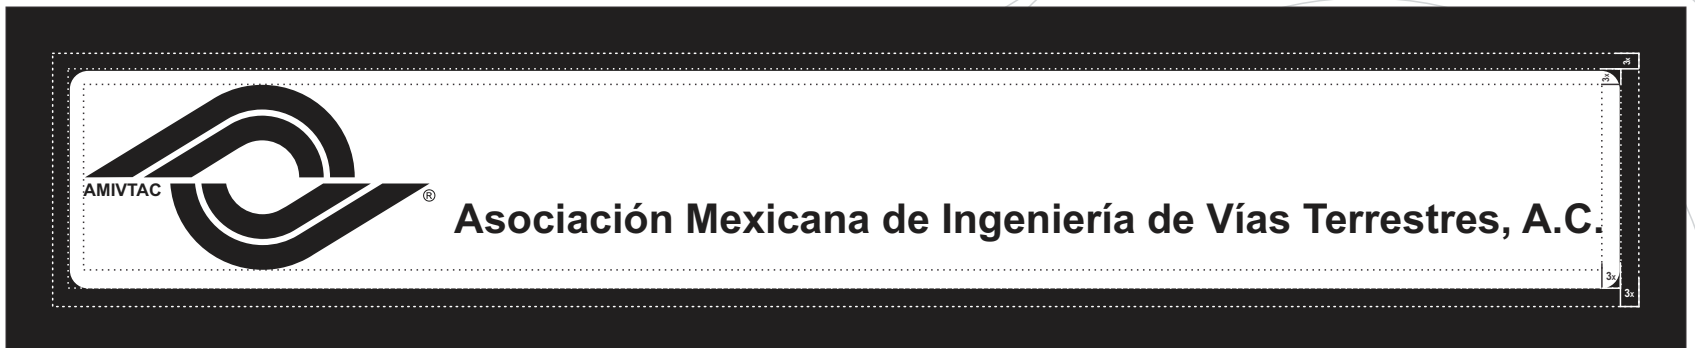 3x
3x
AMIVTAC
®
Asociación Mexicana de Ingeniería de Vías Terrestres, A.C.
3x
3x